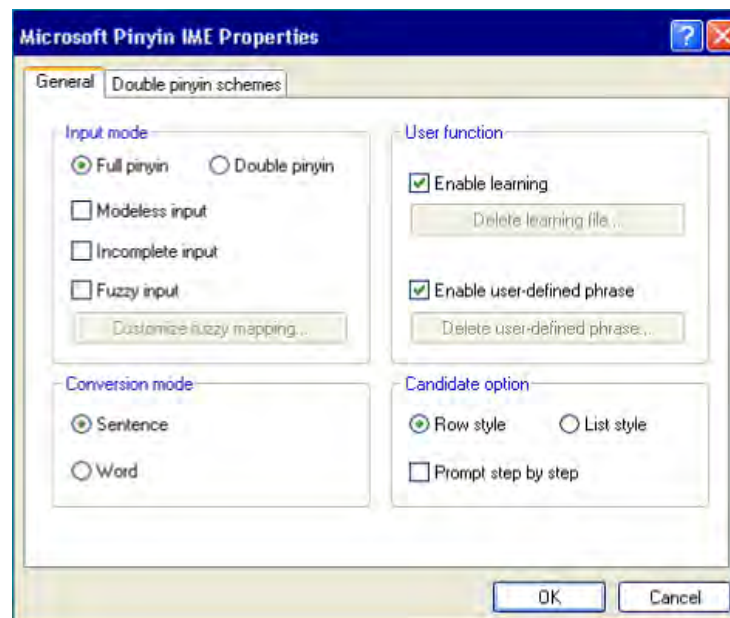 Microsoft Pinyin IME Properties
General
Double pinyin schemes
Input mode
Full pinyin
Double pinyin
Modeless input
Incomplete input
Fuzzy input
Customize fuzzy mapping...
User function
Enable learning
Delete learning file...
Enable user-defined phrase
Delete user-defined phrase...
Conversion mode
Sentence
Word
Candidate option
Row style
List style
Prompt step by step
OK
Cancel